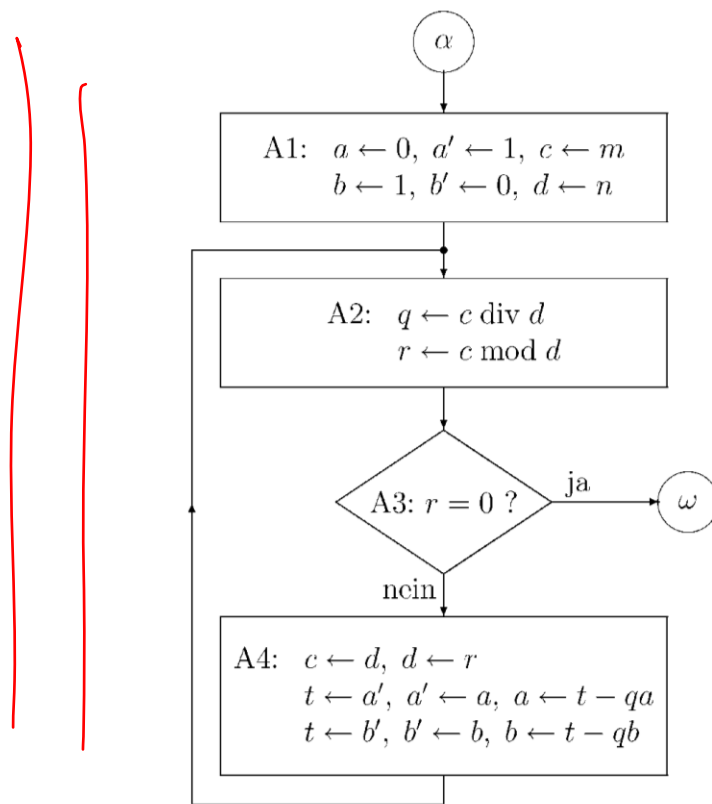 α
A1: a ← 0, a′ ← 1, c ← m
b ← 1, b′ ← 0, d ← n
A2: q ← c div d
r ← c mod d
A3: r = 0 ?
ja
ω
nein
A4: c ← d, d ← r
t ← a′, a′ ← a, a ← t − qa
t ← b′, b′ ← b, b ← t − qb